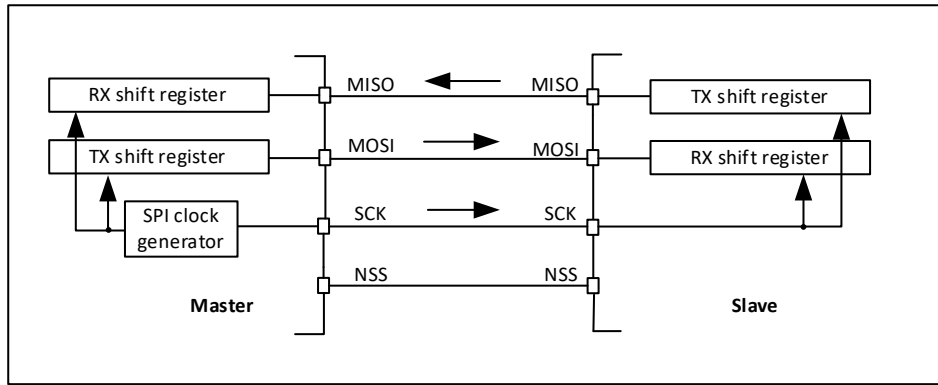 MISO MISO
RX shift register TX shift register
MOSI MOSI
TX shift register RX shift register
SPI clock
generator
SCK SCK
NSS NSS
Master Slave